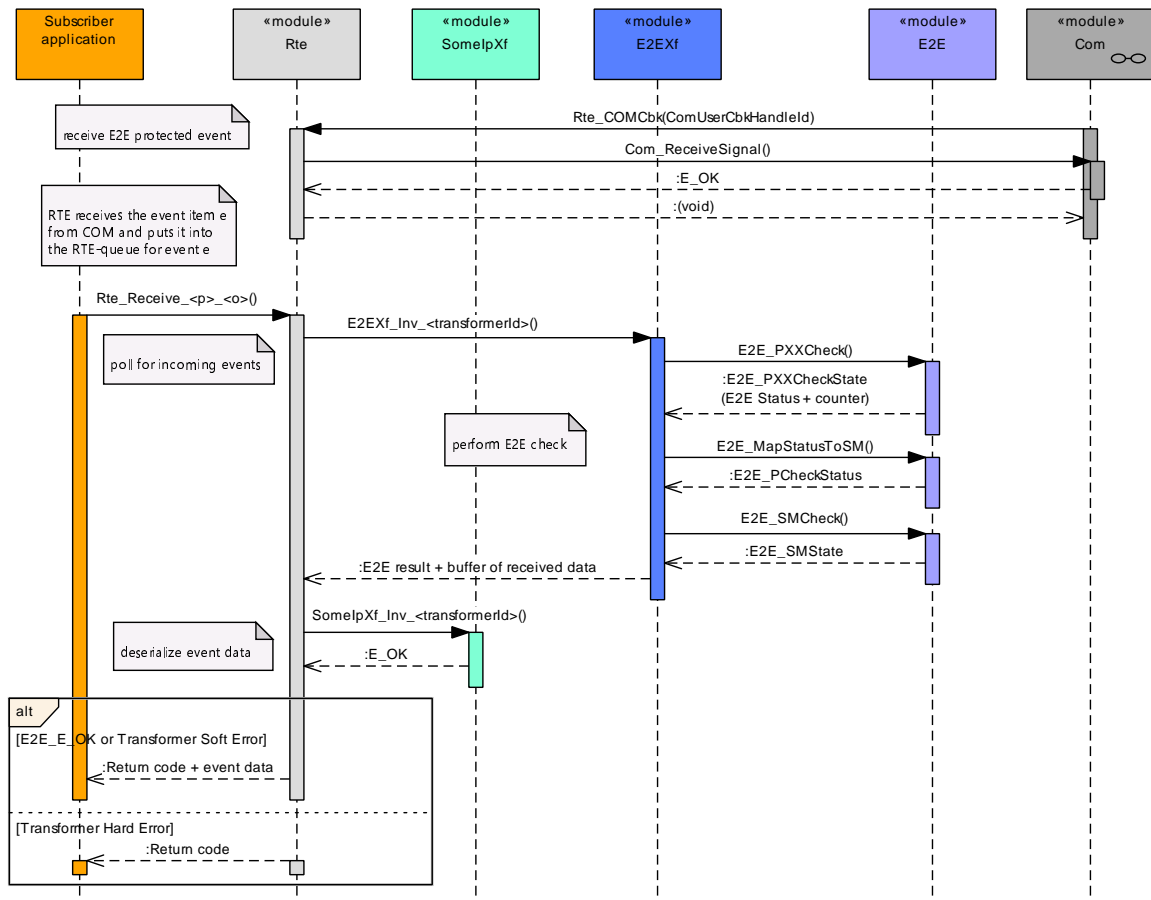 Subscriber
application
«module»
Rte
«module»
SomeIpXf
«module»
E2EXf
«module»
E2E
«module»
Com
receive E2E protected event
Rte_COMCbk(ComUserCbkHandleId)
Com_ReceiveSignal()
:E_OK
:(void)
RTE receives the event item e
from COM and puts it into
the RTE-queue for event e
Rte_Receive_<p>_<o>()
E2EXf_Inv_<transformerId>()
poll for incoming events
E2E_PXXCheck()
:E2E_PXXCheckState
(E2E Status + counter)
perform E2E check
E2E_MapStatusToSM()
:E2E_PCheckStatus
E2E_SMCheck()
:E2E_SMState
:E2E result + buffer of received data
SomeIpXf_Inv_<transformerId>()
deserialize event data
:E_OK
alt
[E2E_E_OK or Transformer Soft Error]
:Return code + event data
[Transformer Hard Error]
:Return code